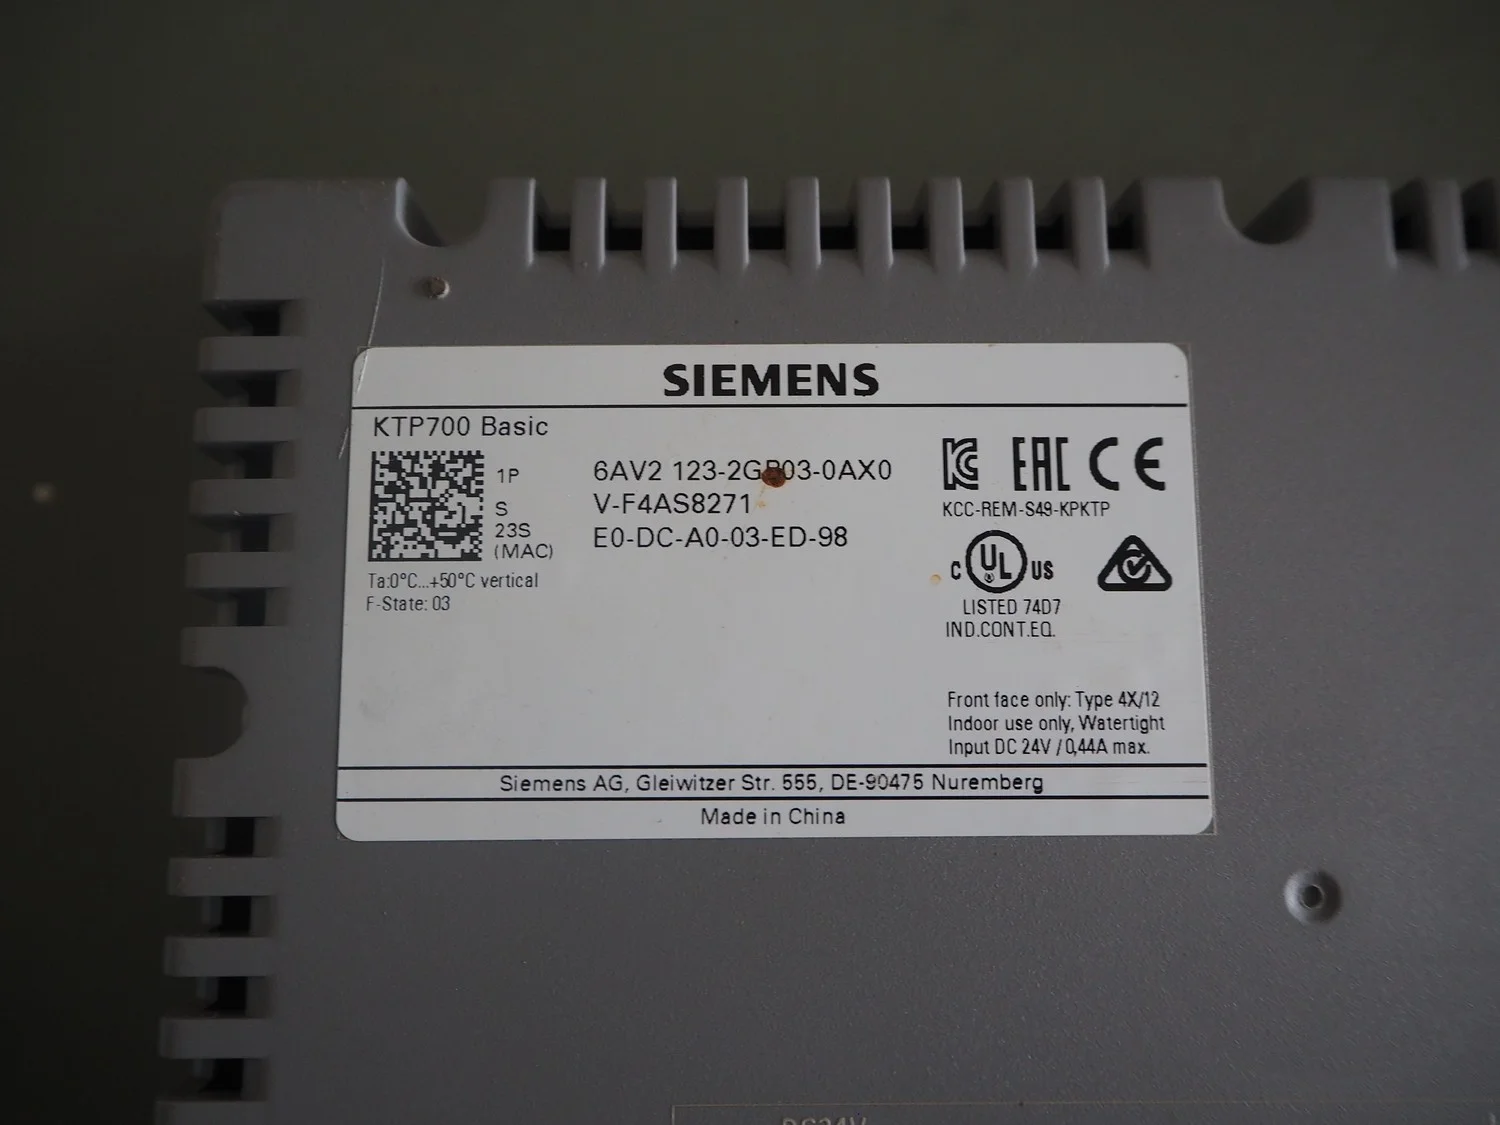 SIEMENS
KTP700 Basic
1P 6AV2 123-2GB03-0AX0
S V-F4AS8271
23S
(MAC) E0-DC-A0-03-ED-98
Ta:0°C...+50°C vertical
F-State: 03
EAC CE
KCC-REM-S49-KPKTP
C UL US
LISTED 74D7
IND.CONT.EQ.
Front face only: Type 4X/12
Indoor use only, Watertight
Input DC 24V / 0,44A max.
Siemens AG, Gleiwitzer Str. 555, DE-90475 Nuremberg
Made in China